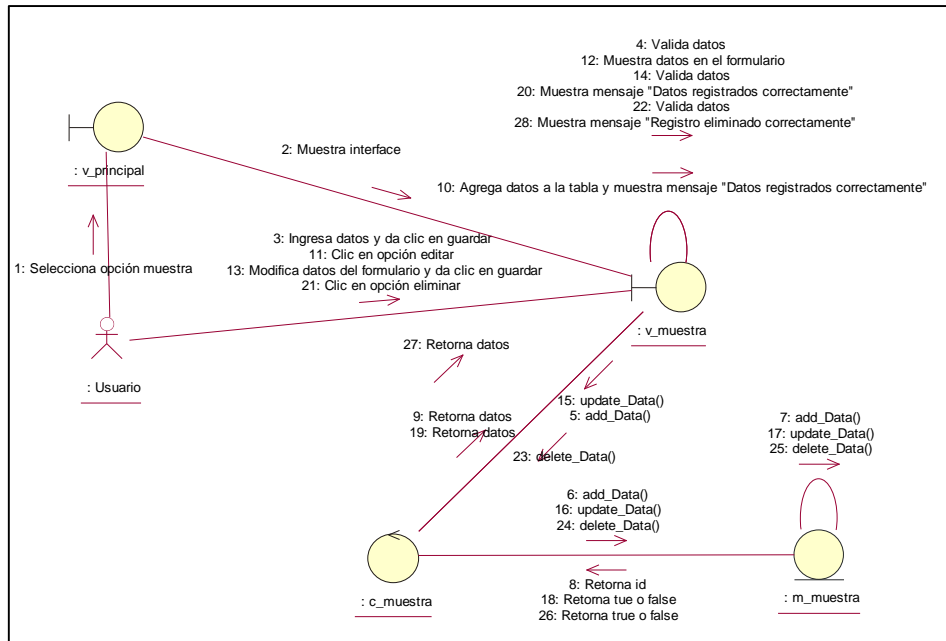 4: Valida datos
12: Muestra datos en el formulario
14: Valida datos
20: Muestra mensaje "Datos registrados correctamente"
22: Valida datos
28: Muestra mensaje "Registro eliminado correctamente"
2: Muestra interface
: v_principal
10: Agrega datos a la tabla y muestra mensaje "Datos registrados correctamente"
3: Ingresa datos y da clic en guardar
11: Clic en opción editar
13: Modifica datos del formulario y da clic en guardar
21: Clic en opción eliminar
1: Selecciona opción muestra
: v_muestra
27: Retorna datos
: Usuario
15: update_Data()
5: add_Data()
9: Retorna datos
19: Retorna datos
23: delete_Data()
7: add_Data()
17: update_Data()
25: delete_Data()
6: add_Data()
16: update_Data()
24: delete_Data()
8: Retorna id
18: Retorna tue o false
26: Retorna true o false
: c_muestra
: m_muestra